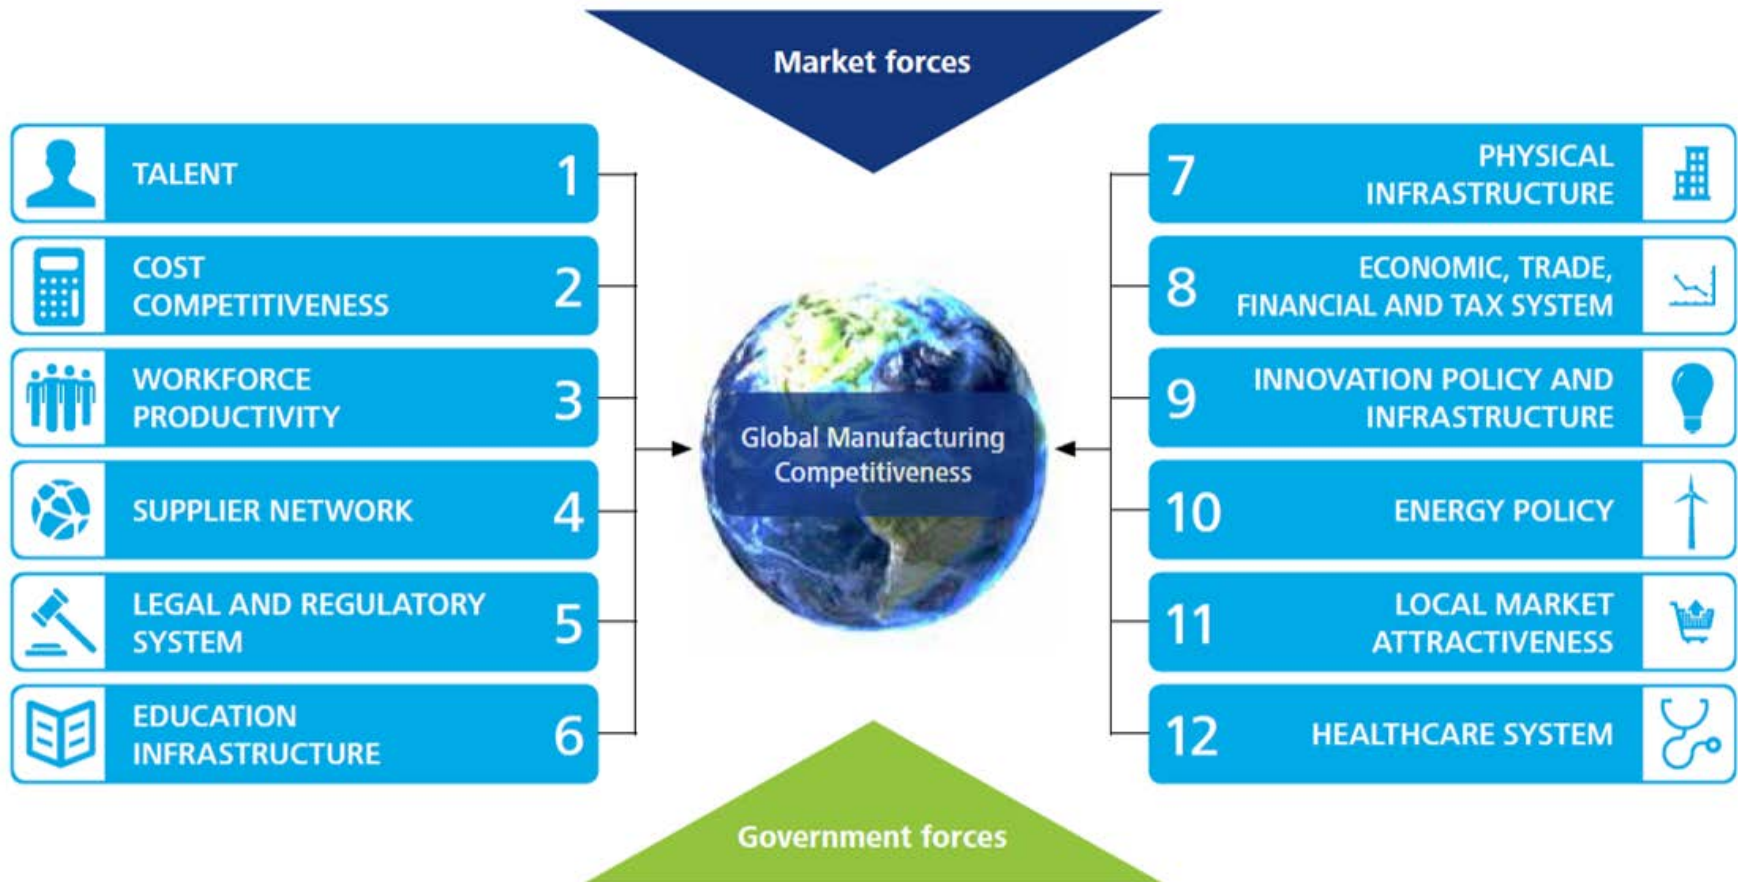 Market forces
TALENT
1
COST
COMPETITIVENESS
2
WORKFORCE
PRODUCTIVITY
3
SUPPLIER NETWORK
4
LEGAL AND REGULATORY
SYSTEM
5
EDUCATION
INFRASTRUCTURE
6
Global Manufacturing
Competitiveness
7
PHYSICAL
INFRASTRUCTURE
8
ECONOMIC, TRADE,
FINANCIAL AND TAX SYSTEM
9
INNOVATION POLICY AND
INFRASTRUCTURE
10
ENERGY POLICY
11
LOCAL MARKET
ATTRACTIVENESS
12
HEALTHCARE SYSTEM
Government forces